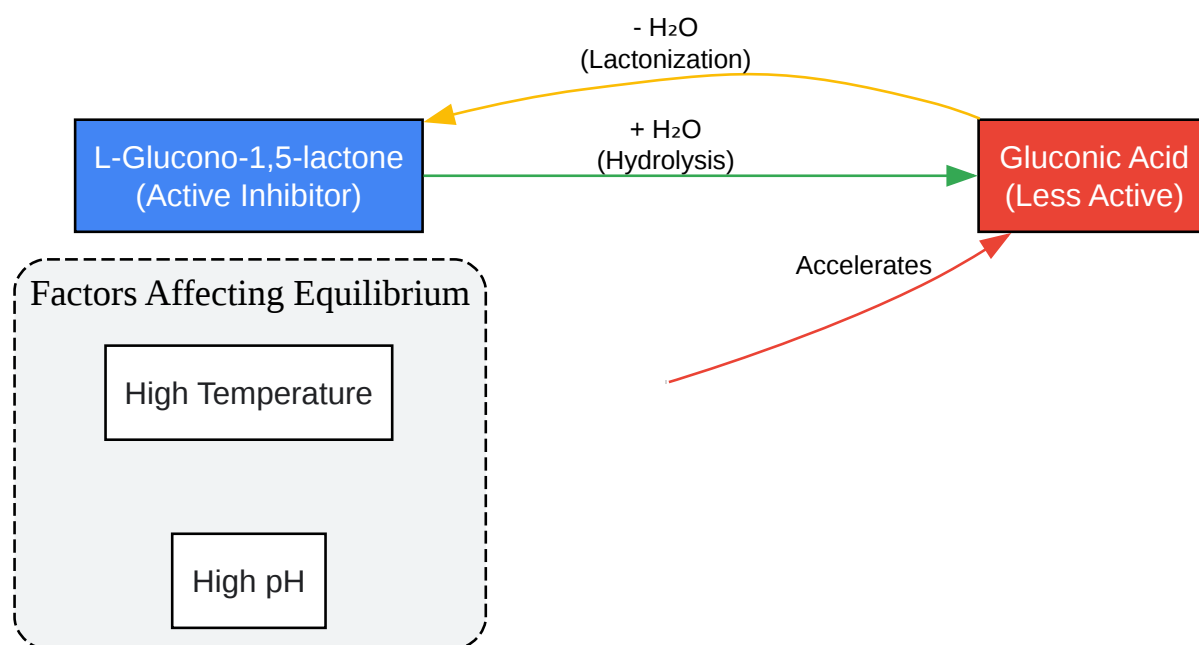 - H₂O
(Lactonization)
+ H₂O
(Hydrolysis)
L-Glucono-1,5-lactone
(Active Inhibitor)
Gluconic Acid
(Less Active)
Accelerates
Factors Affecting Equilibrium
High Temperature
High pH